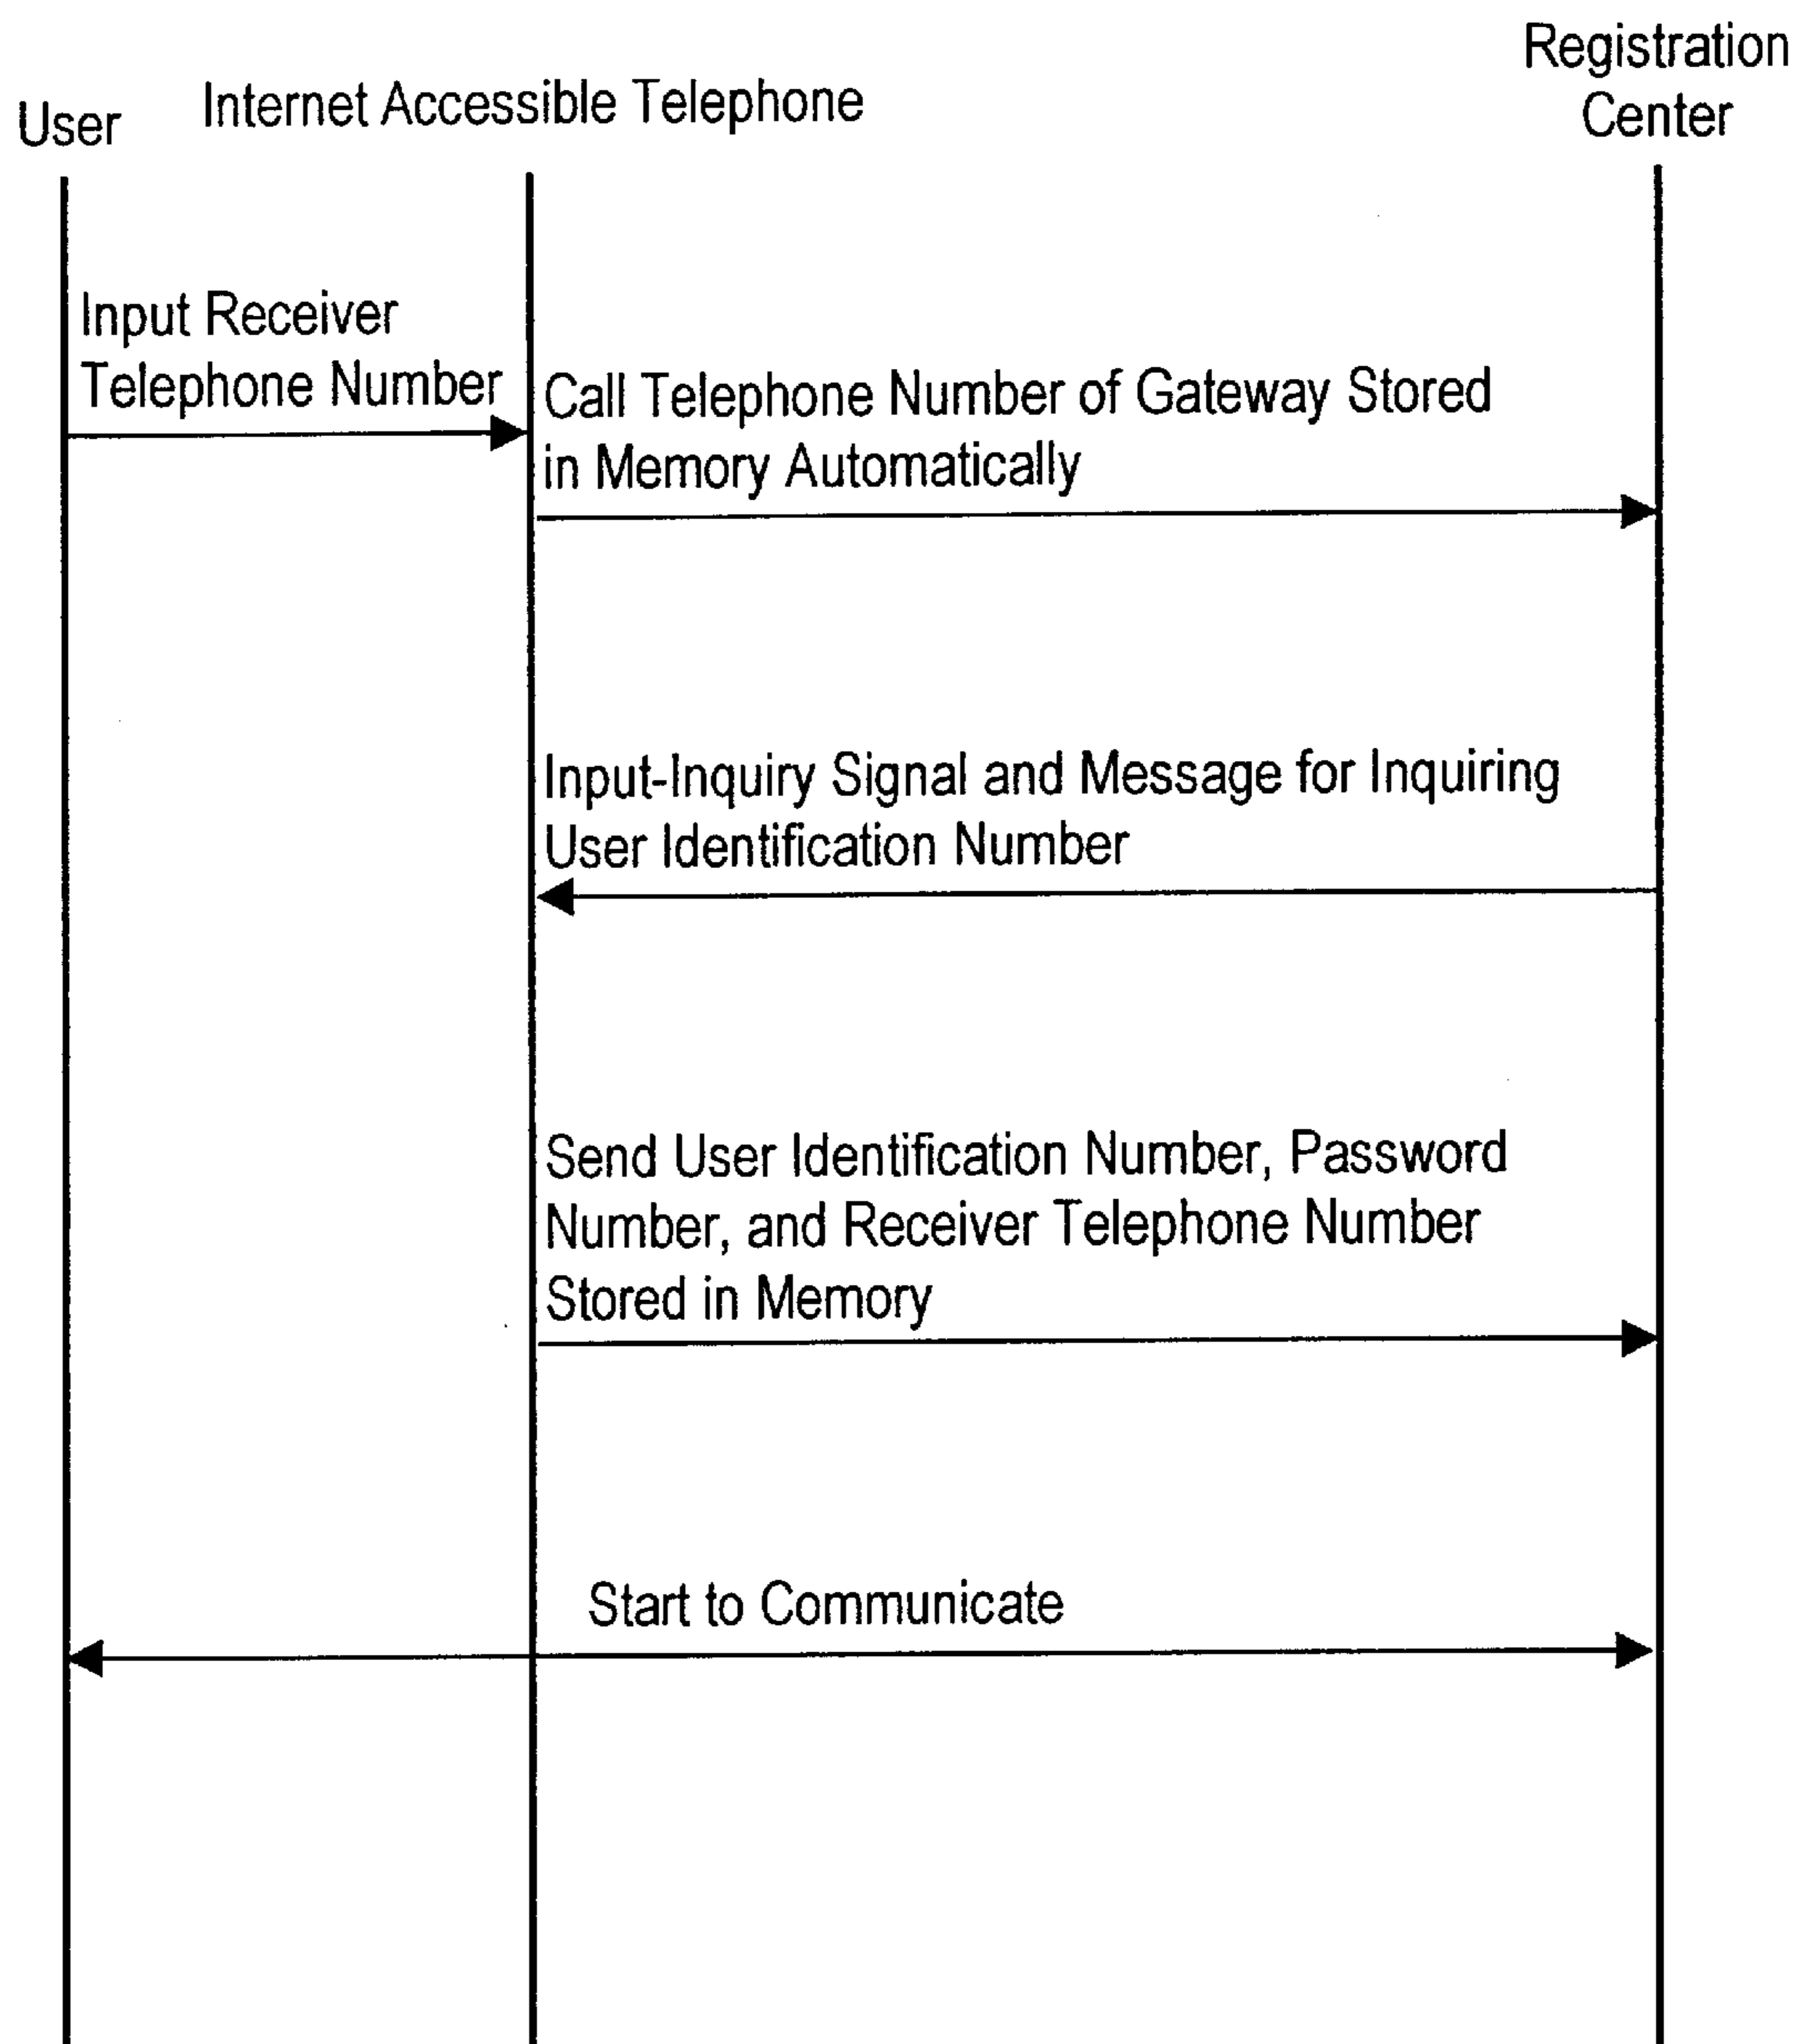 Registration
Center
User
Internet Accessible Telephone
Input Receiver
Telephone Number
Call Telephone Number of Gateway Stored
in Memory Automatically
Input-Inquiry Signal and Message for Inquiring
User Identification Number
Send User Identification Number, Password
Number, and Receiver Telephone Number
Stored in Memory
Start to Communicate